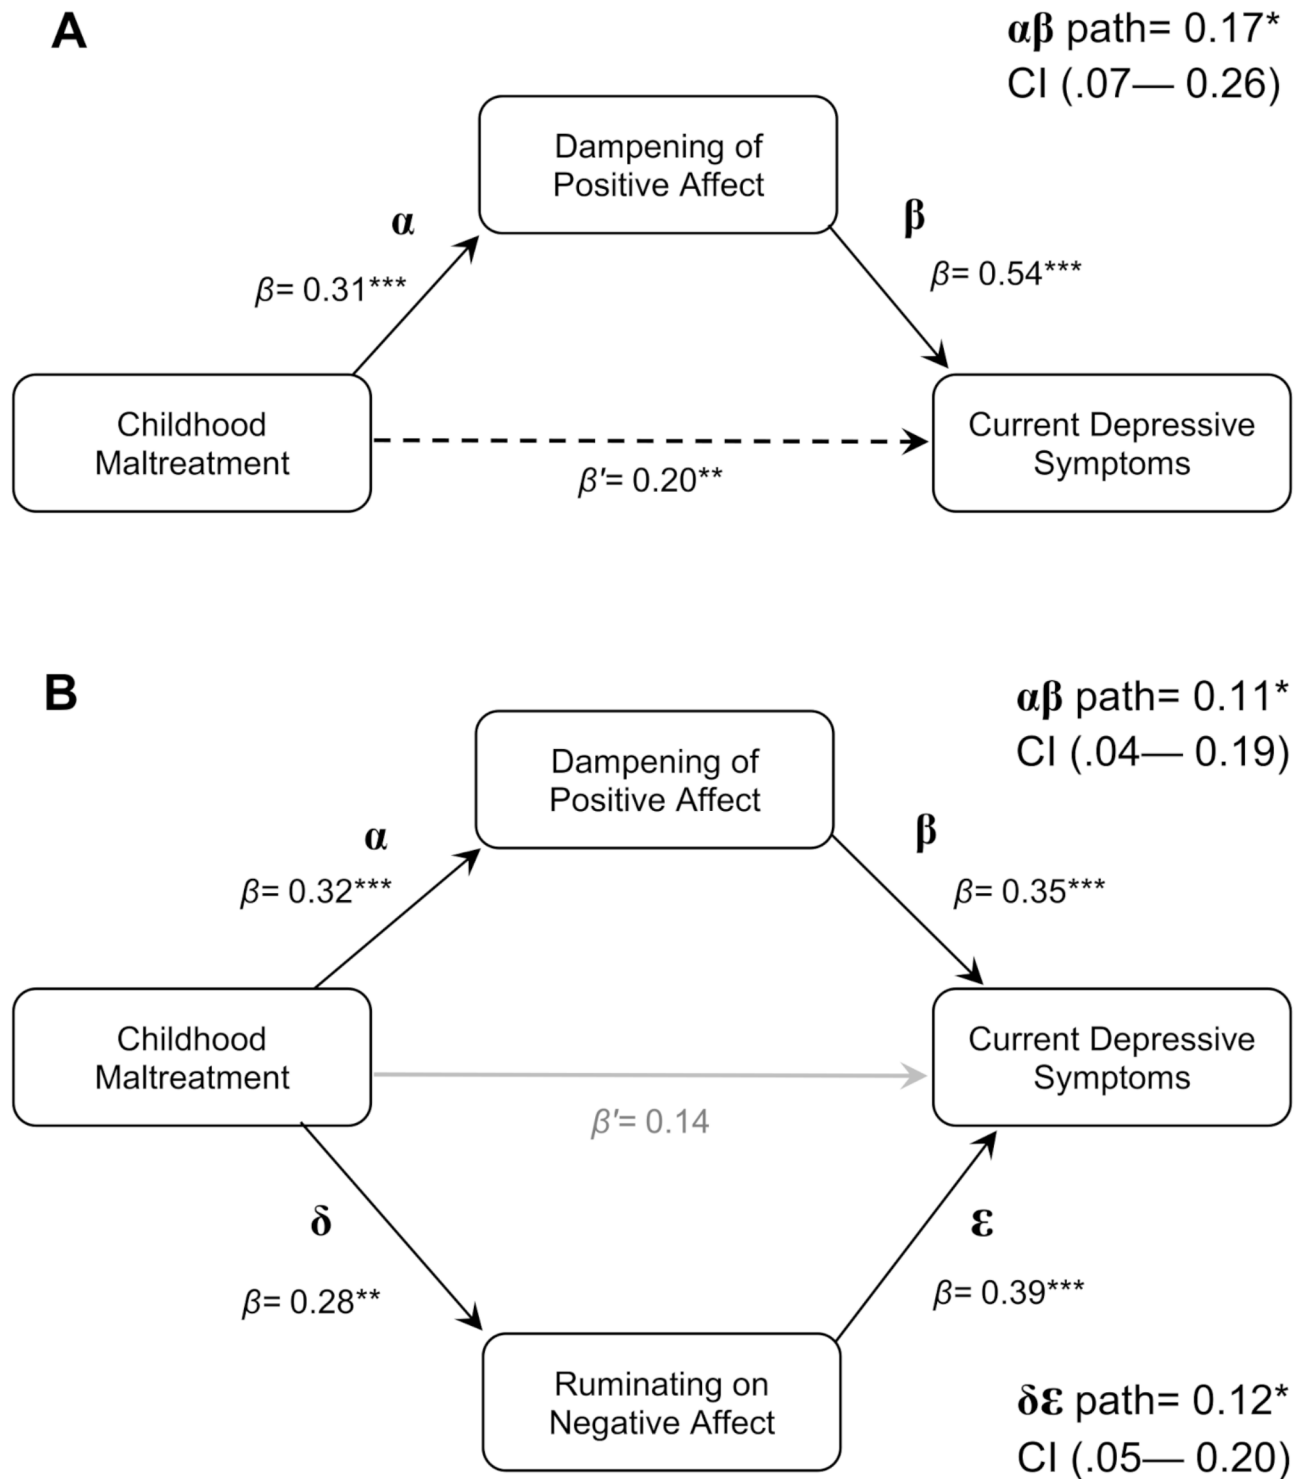 A
αβ path= 0.17*
CI (.07— 0.26)
Dampening of
Positive Affect
α
β
β= 0.31***
β= 0.54***
Childhood
Maltreatment
Current Depressive
Symptoms
β′= 0.20**
B
αβ path= 0.11*
CI (.04— 0.19)
Dampening of
Positive Affect
α
β
β= 0.32***
β= 0.35***
Childhood
Maltreatment
Current Depressive
Symptoms
β′= 0.14
δ
ε
β= 0.28**
β= 0.39***
Ruminating on
Negative Affect
δε path= 0.12*
CI (.05— 0.20)